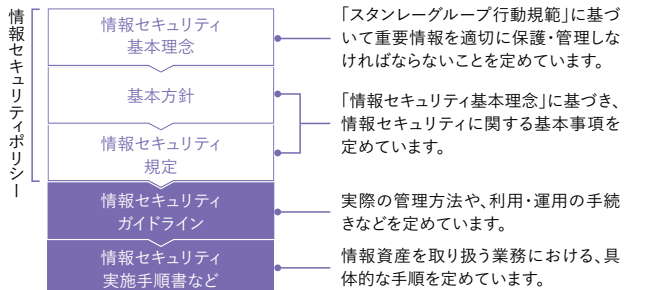 情報セキュリティポリシー
情報セキュリティ
基本理念
「スタンレーグループ行動規範」に基づ
いて重要情報を適切に保護・管理しな
ければならないことを定めています。
基本方針
情報セキュリティ
規定
「情報セキュリティ基本理念」に基づき、
情報セキュリティに関する基本事項を
定めています。
情報セキュリティ
ガイドライン
実際の管理方法や、利用・運用の手続
きなどを定めています。
情報セキュリティ
実施手順書など
情報資産を取り扱う業務における、具
体的な手順を定めています。